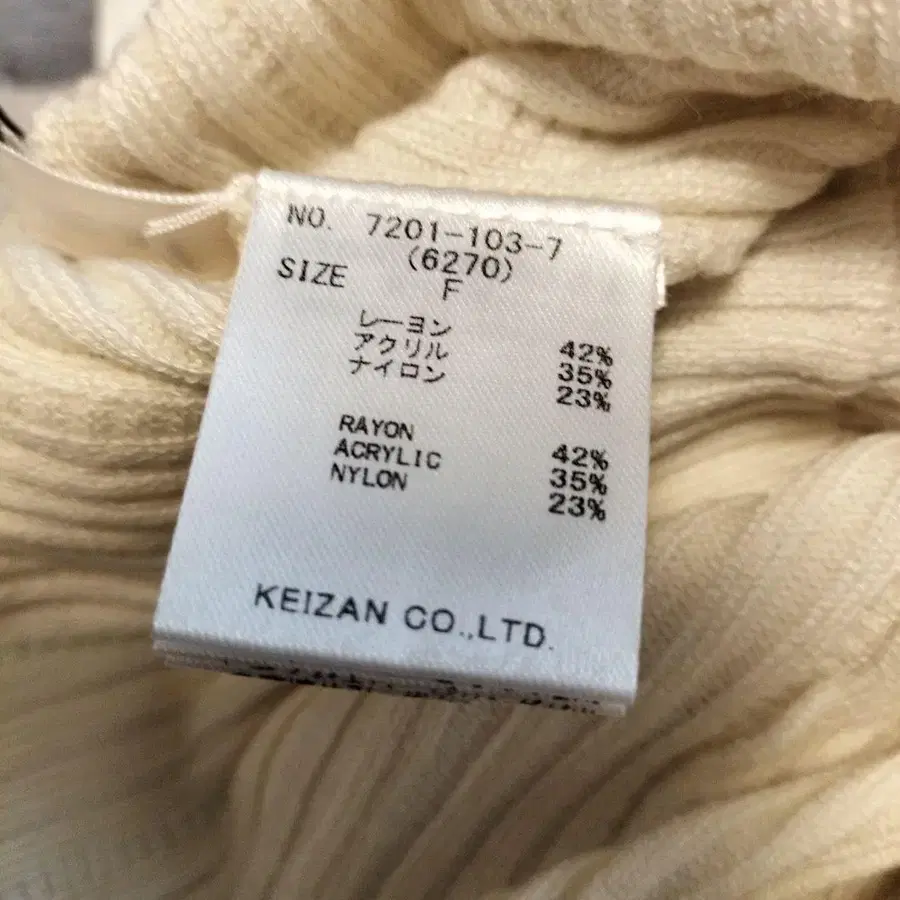 NO. 7201-103-7
(6270)
SIZE F
レーヨン 42%
アクリル 35%
ナイロン 23%
RAYON 42%
ACRYLIC 35%
NYLON 23%
KEIZAN CO.,LTD.